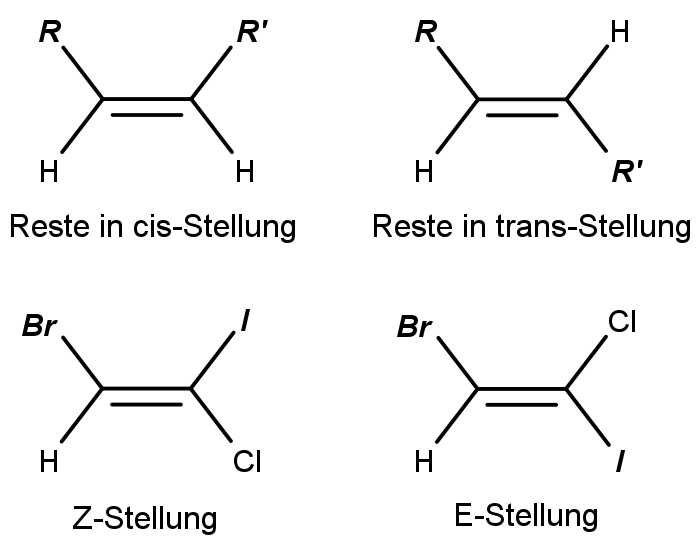 R R' R H
H H H R'
Reste in cis-Stellung Reste in trans-Stellung
Br I Br Cl
H Cl H I
Z-Stellung E-Stellung